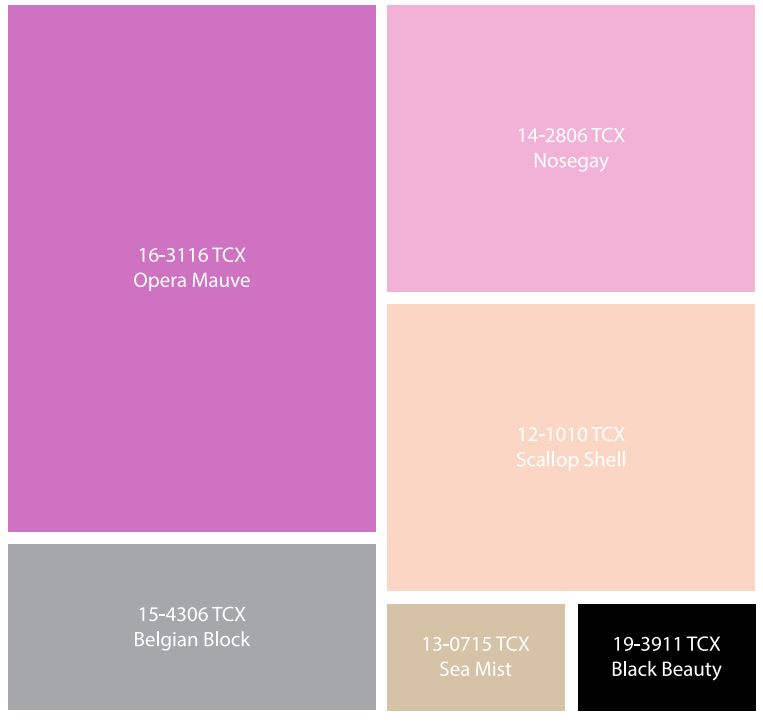 16-3116 TCX
Opera Mauve
14-2806 TCX
Nosegay
12-1010 TCX
Scallop Shell
15-4306 TCX
Belgian Block
13-0715 TCX
Sea Mist
19-3911 TCX
Black Beauty